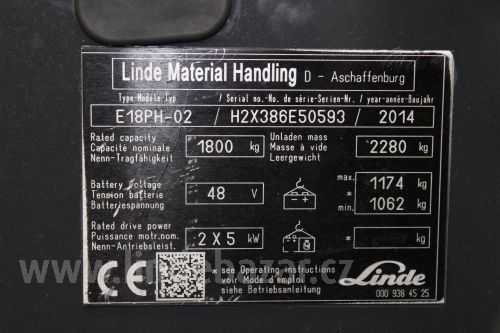 Linde Material Handling D - Aschaffenburg
Type-Modèle-Typ / Serial no.-No. de série-Serien-Nr. / year-année-Baujahr
E18PH-02 / H2X386E50593 / 2014
Rated capacity
Capacité nominale
Nenn-Tragfähigkeit
1800 kg
Unladen mass
Masse à vide
Leergewicht
2280 kg
Battery voltage
Tension batterie
Batteriespannung
48 V
max. 1174 kg
*
min. 1062 kg
Rated drive power
Puissance motr.nom.
Nenn-Antriebsleist.
2 X 5 kW
* kg
CE
* see Operating Instructions
voir Mode d'emploi
siehe Betriebsanleitung
Linde
000 938 45 25
www.lindebazar.cz